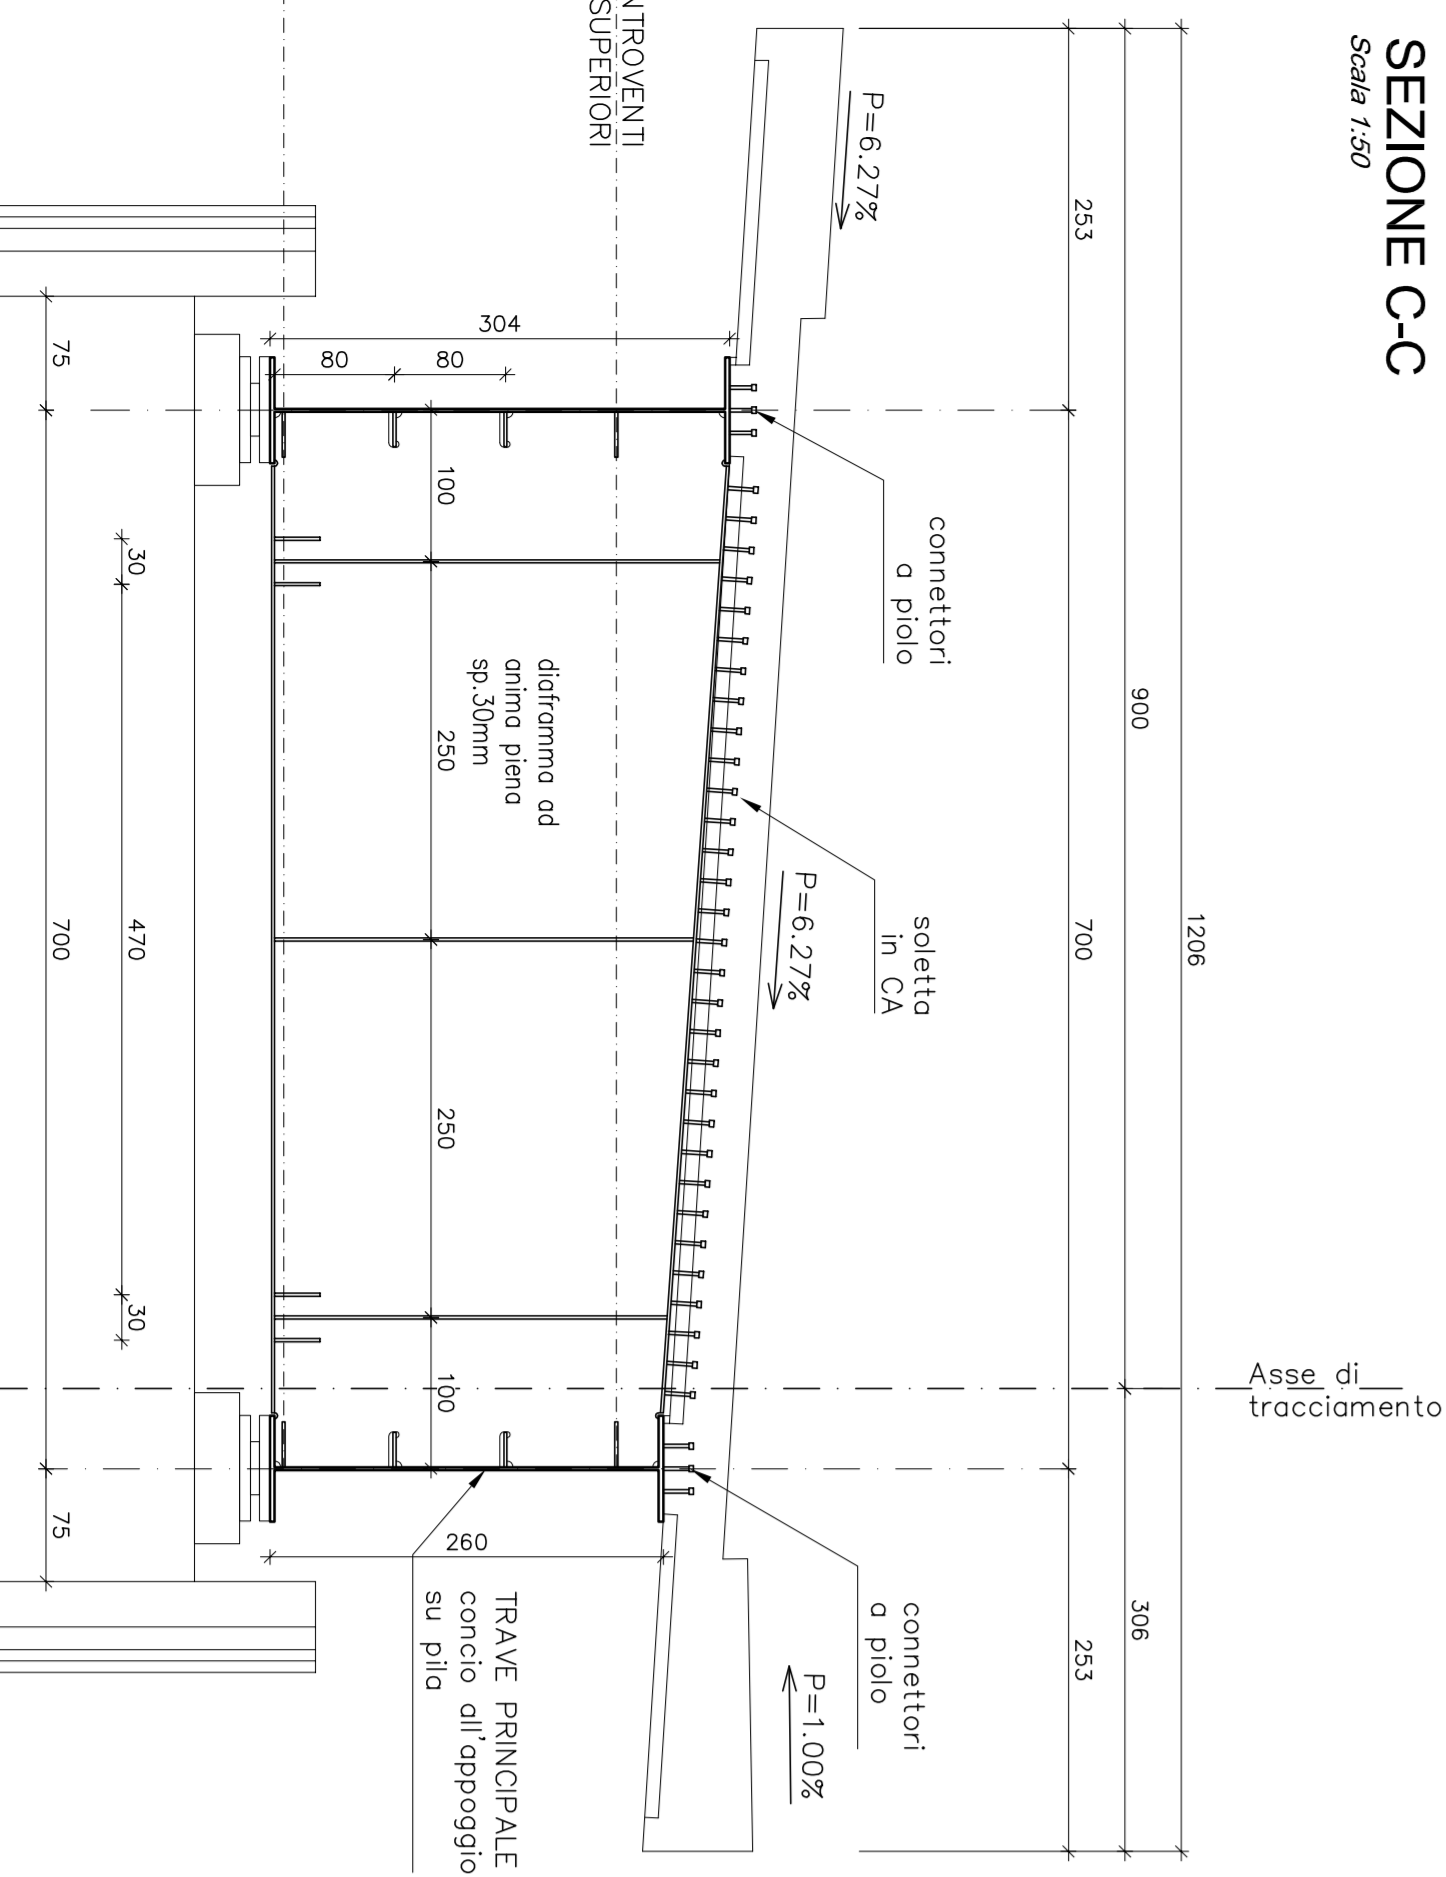 SEZIONE C-C
Scala 1:50
1206
900
306
253
700
253
Asse di
tracciamento
P=6.27%
connettori
a piolo
soletta
in CA
P=6.27%
connettori
a piolo
P=1.00%
NTROVENTI
SUPERIORI
304
80
80
100
250
250
100
diaframma ad
anima piena
sp.30mm
260
TRAVE PRINCIPALE
concio all'appoggio
su pila
30
470
30
75
700
75